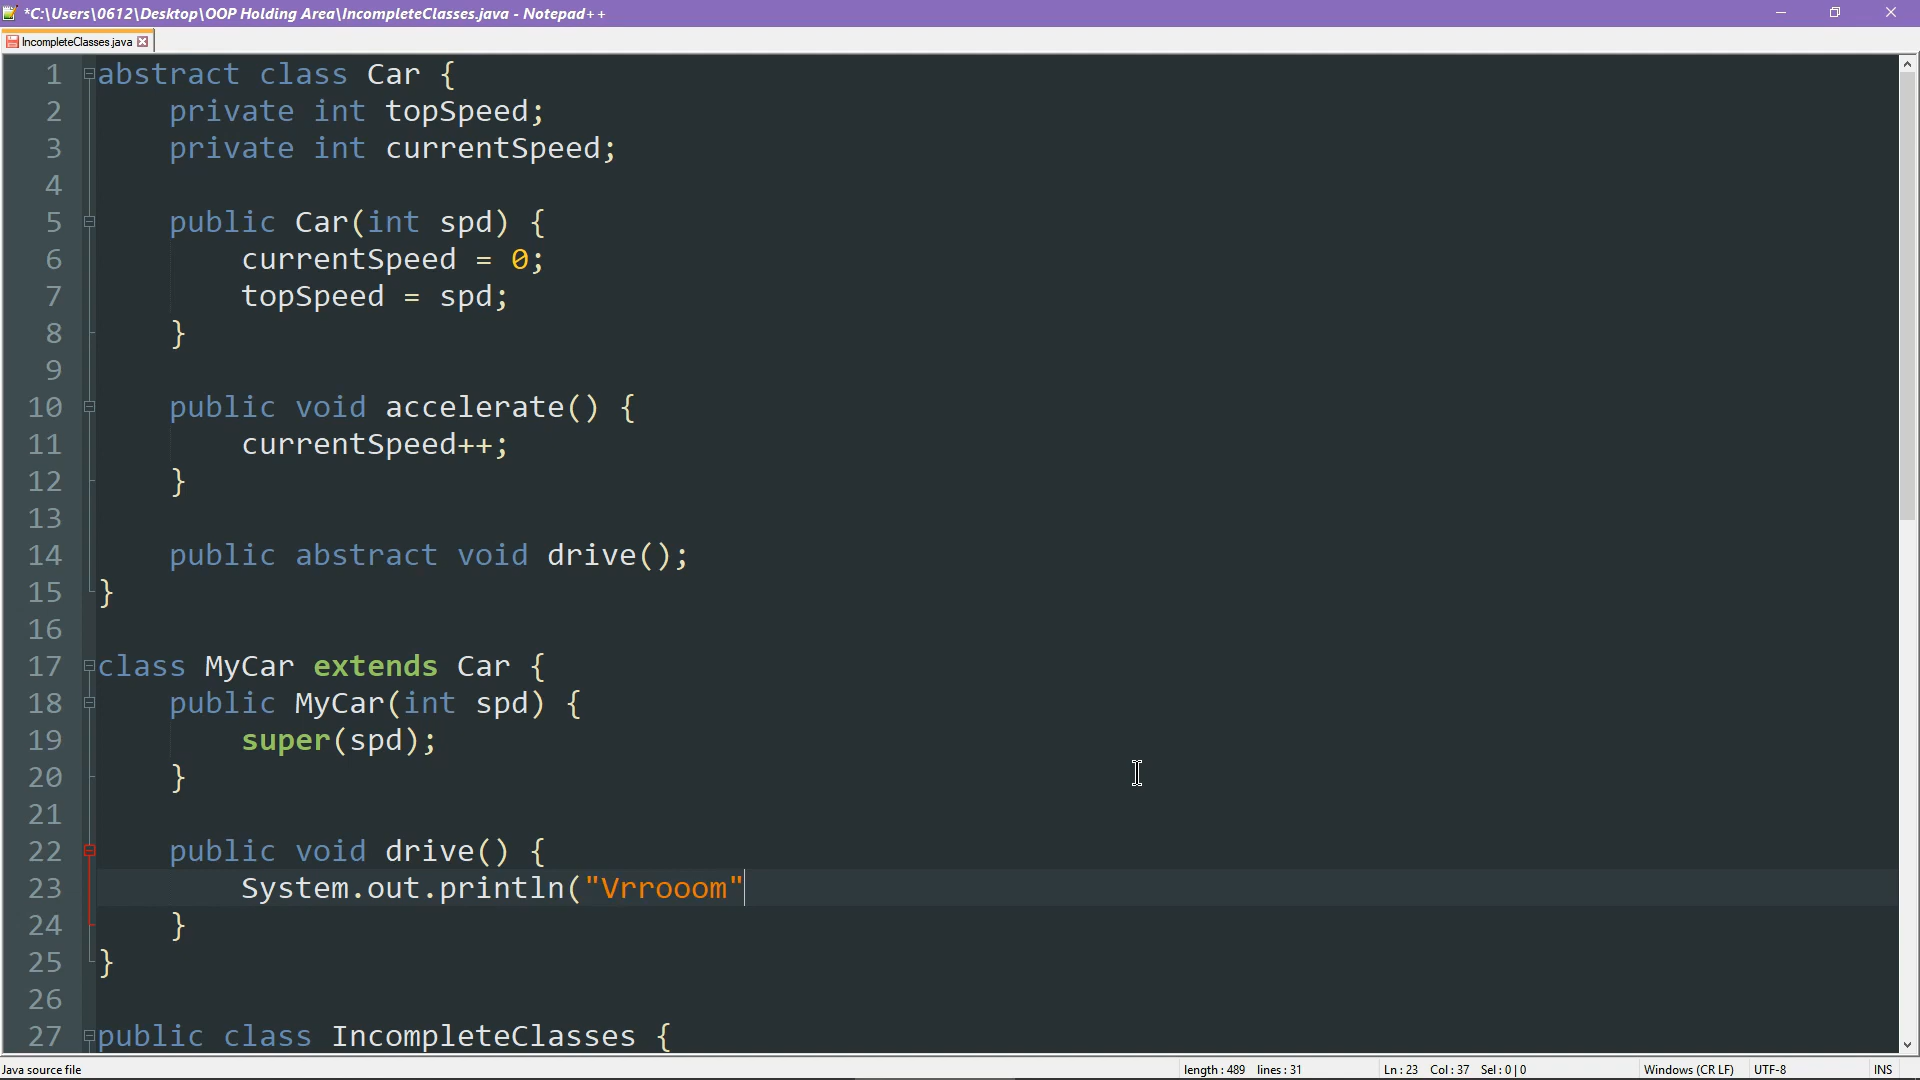 *C:\Users\0612\Desktop\OOP Holding Area\IncompleteClasses.java - Notepad++
IncompleteClasses.java
1 abstract class Car {
2 private int topSpeed;
3 private int currentSpeed;
4
5 public Car(int spd) {
6 currentSpeed = 0;
7 topSpeed = spd;
8 }
9
10 public void accelerate() {
11 currentSpeed++;
12 }
13
14 public abstract void drive();
15 }
16
17 class MyCar extends Car {
18 public MyCar(int spd) {
19 super(spd);
20 }
21
22 public void drive() {
23 System.out.println("Vrrooom"
24 }
25 }
26
27 public class IncompleteClasses {
Java source file length : 489 lines : 31 Ln : 23 Col : 37 Sel : 0 | 0 Windows (CR LF) UTF-8 INS